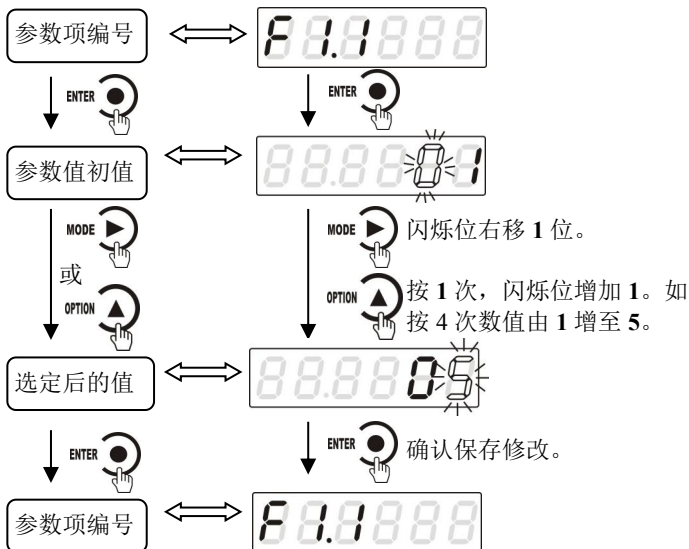 参数项编号
F1.1
ENTER
ENTER
参数值初值
01
MODE
MODE
闪烁位右移 1 位。
或
OPTION
OPTION
按 1 次，闪烁位增加 1。如
按 4 次数值由 1 增至 5。
选定后的值
05
ENTER
ENTER
确认保存修改。
参数项编号
F1.1